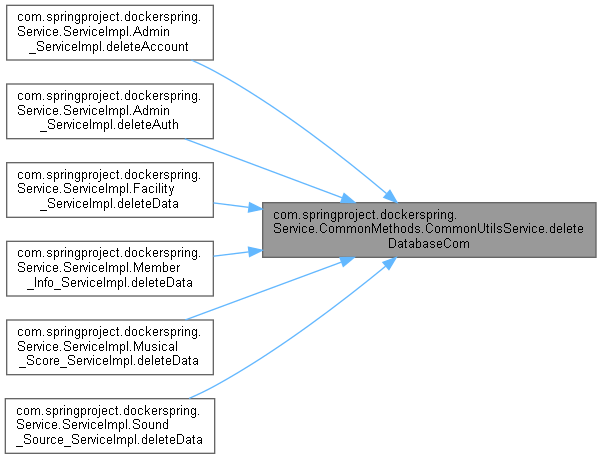 com.springproject.dockerspring.
Service.ServiceImpl.Admin
_ServiceImpl.deleteAccount
com.springproject.dockerspring.
Service.ServiceImpl.Admin
_ServiceImpl.deleteAuth
com.springproject.dockerspring.
Service.ServiceImpl.Facility
_ServiceImpl.deleteData
com.springproject.dockerspring.
Service.CommonMethods.CommonUtilsService.delete
DatabaseCom
com.springproject.dockerspring.
Service.ServiceImpl.Member
_Info_ServiceImpl.deleteData
com.springproject.dockerspring.
Service.ServiceImpl.Musical
_Score_ServiceImpl.deleteData
com.springproject.dockerspring.
Service.ServiceImpl.Sound
_Source_ServiceImpl.deleteData